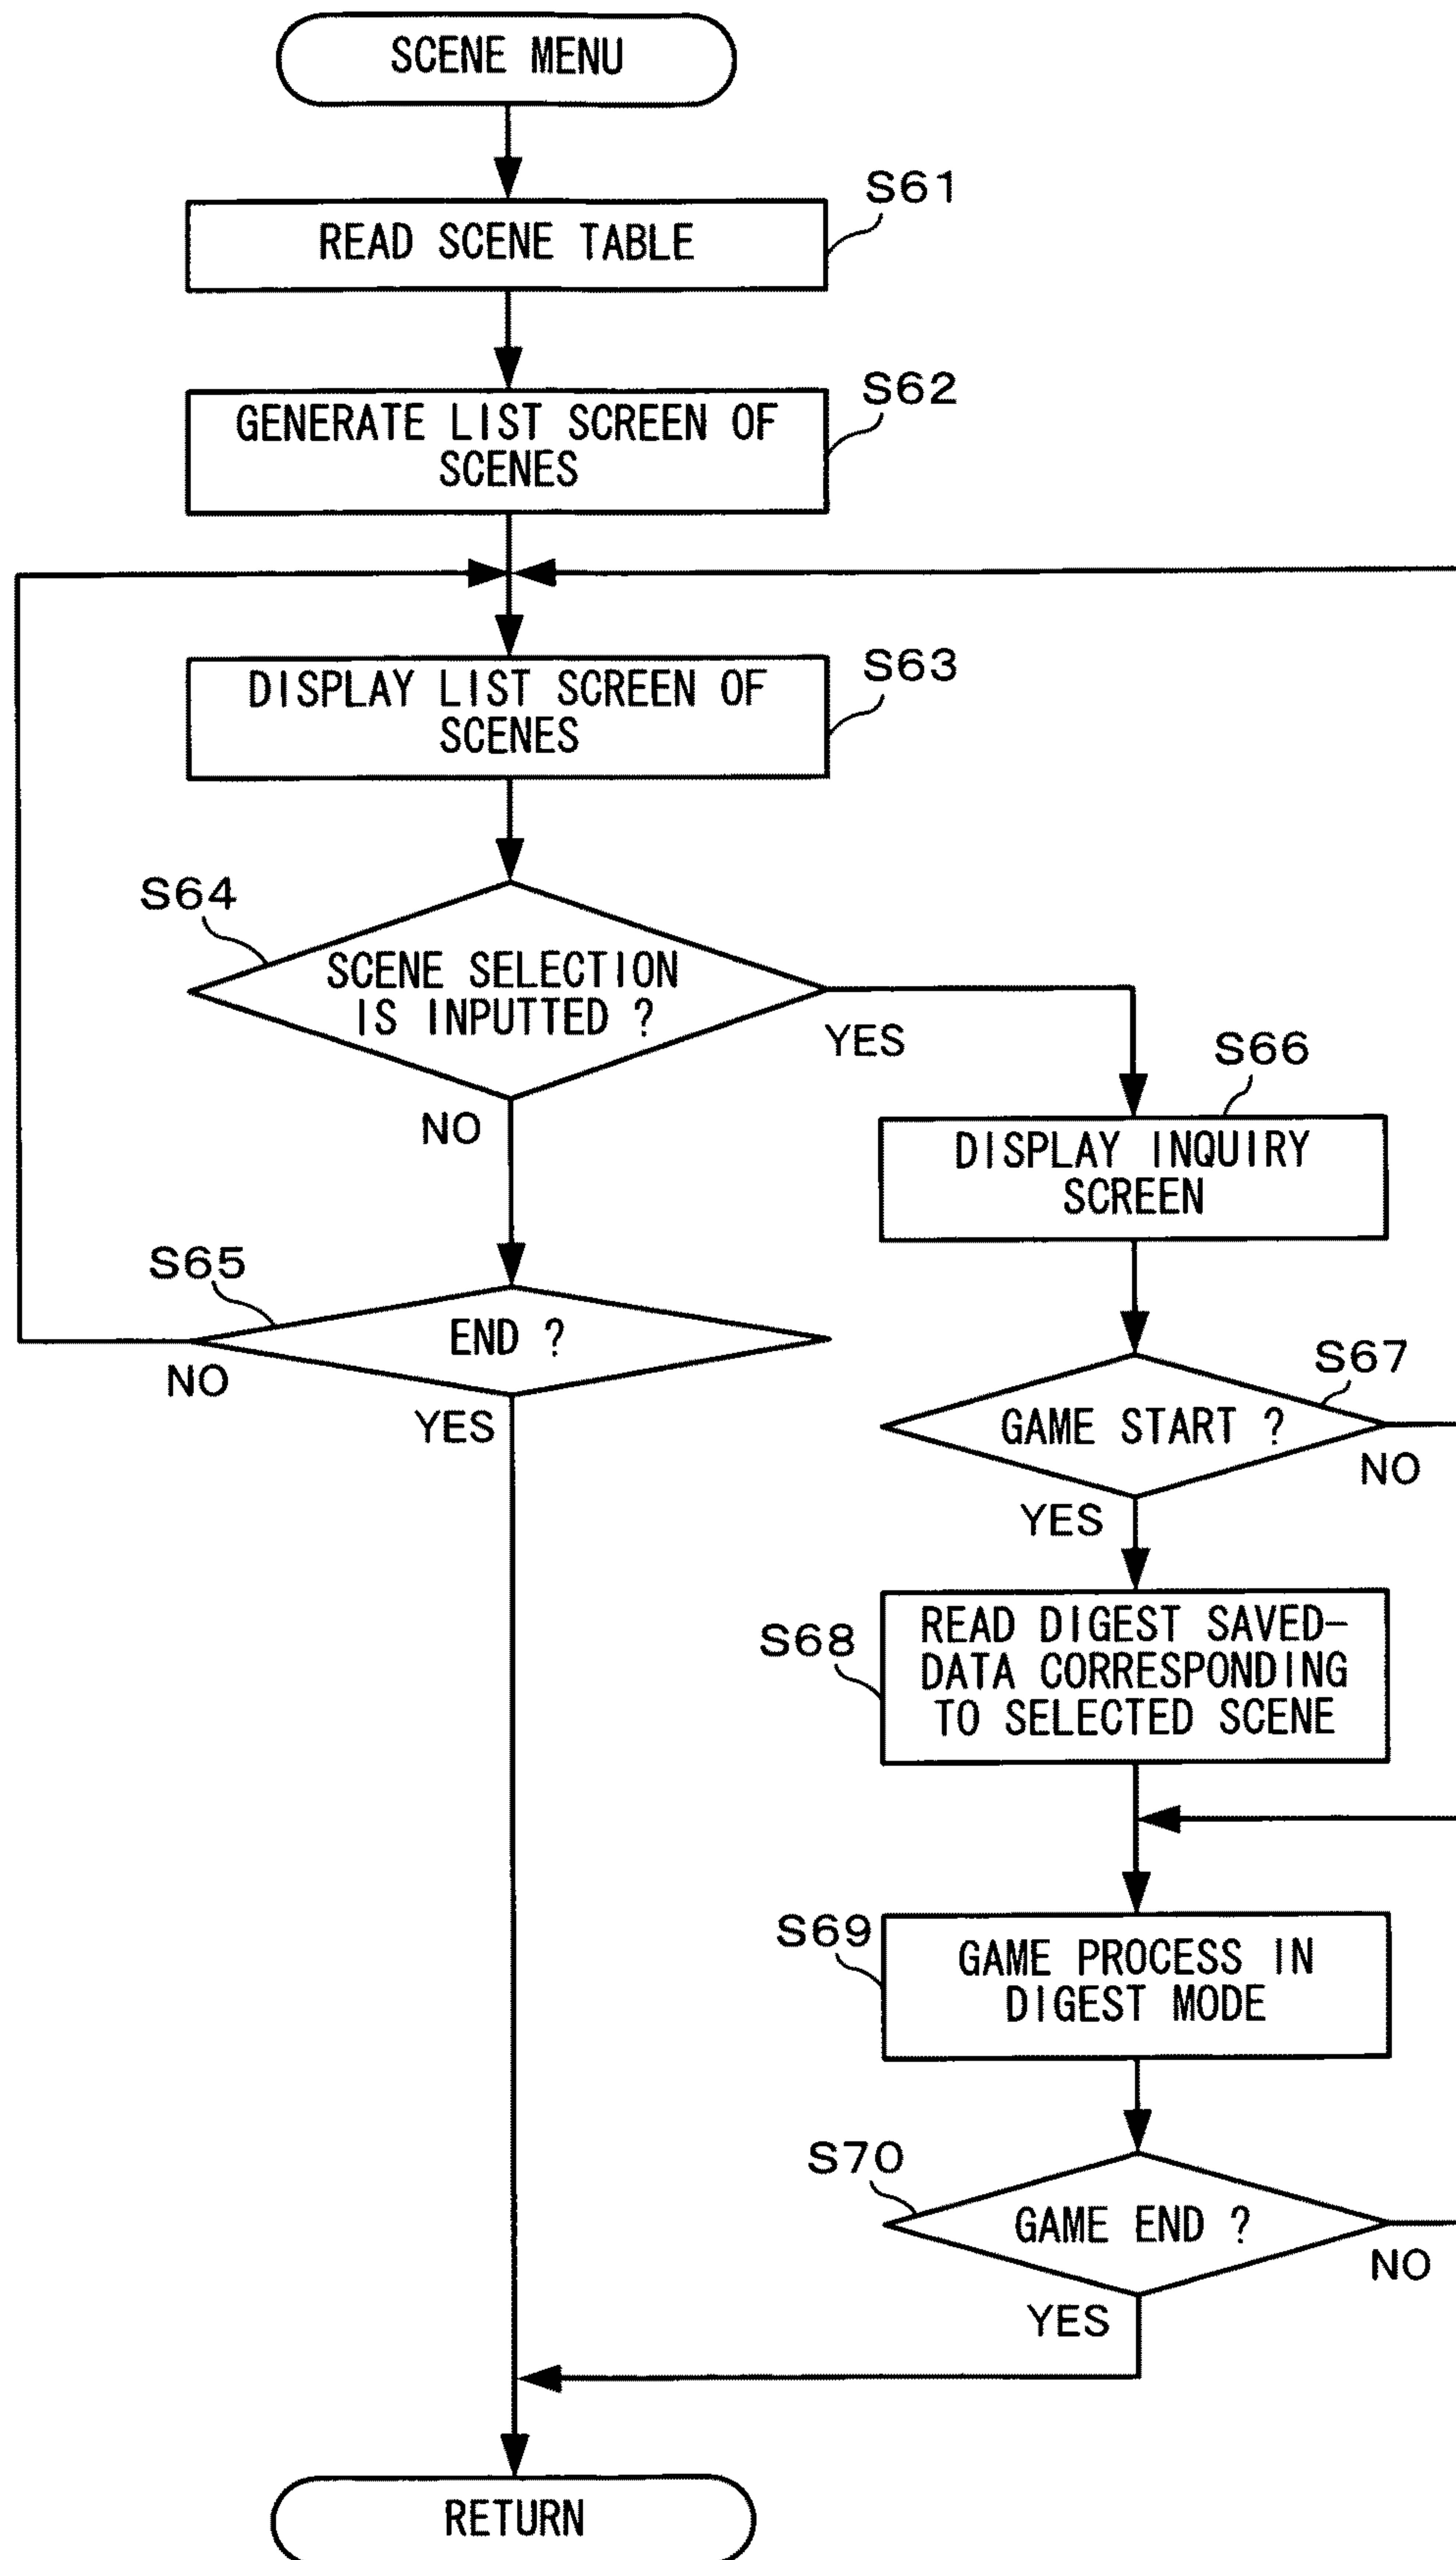 SCENE MENU
S61
READ SCENE TABLE
S62
GENERATE LIST SCREEN OF
SCENES
S63
DISPLAY LIST SCREEN OF
SCENES
S64
SCENE SELECTION
IS INPUTTED ?
YES
NO
S66
DISPLAY INQUIRY
SCREEN
S65
END ?
NO
YES
S67
GAME START ?
NO
YES
S68
READ DIGEST SAVED-
DATA CORRESPONDING
TO SELECTED SCENE
S69
GAME PROCESS IN
DIGEST MODE
S70
GAME END ?
NO
YES
RETURN